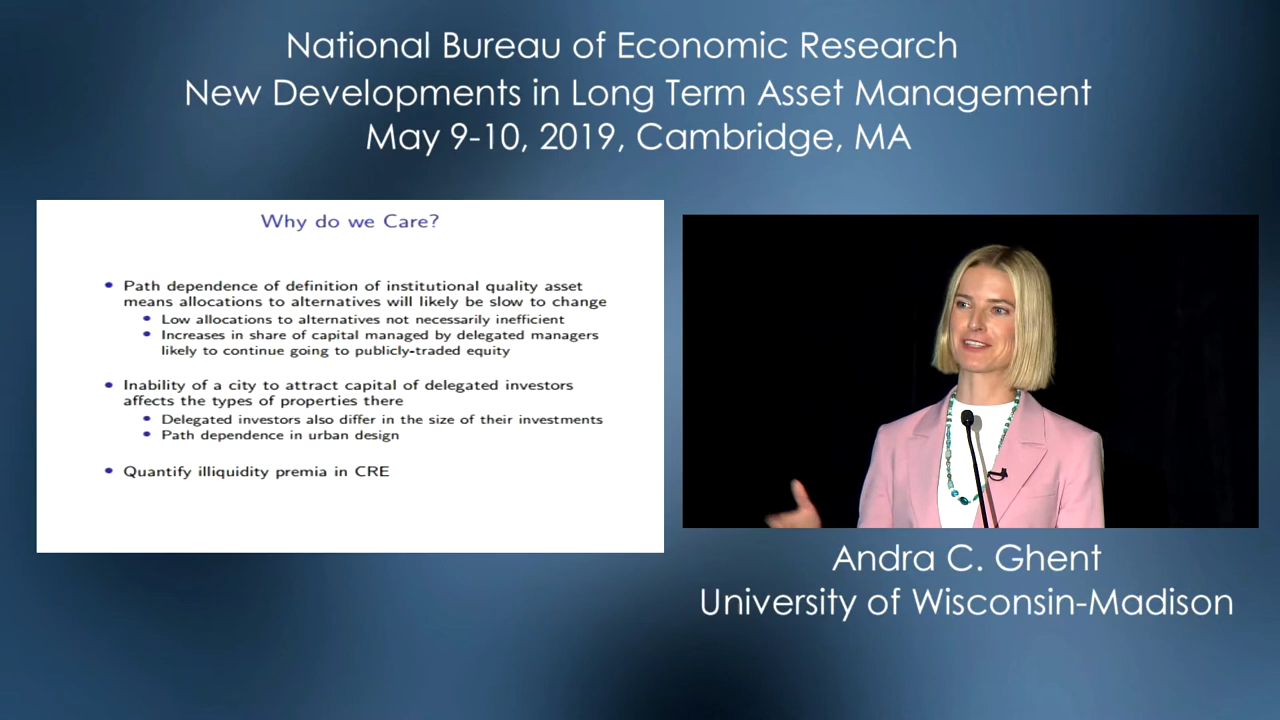 National Bureau of Economic Research
New Developments in Long Term Asset Management
May 9-10, 2019, Cambridge, MA
Why do we Care?
• Path dependence of definition of institutional quality asset
means allocations to alternatives will likely be slow to change
• Low allocations to alternatives not necessarily inefficient
• Increases in share of capital managed by delegated managers
likely to continue going to publicly-traded equity
• Inability of a city to attract capital of delegated investors
affects the types of properties there
• Delegated investors also differ in the size of their investments
• Path dependence in urban design
• Quantify illiquidity premia in CRE
Andra C. Ghent
University of Wisconsin-Madison